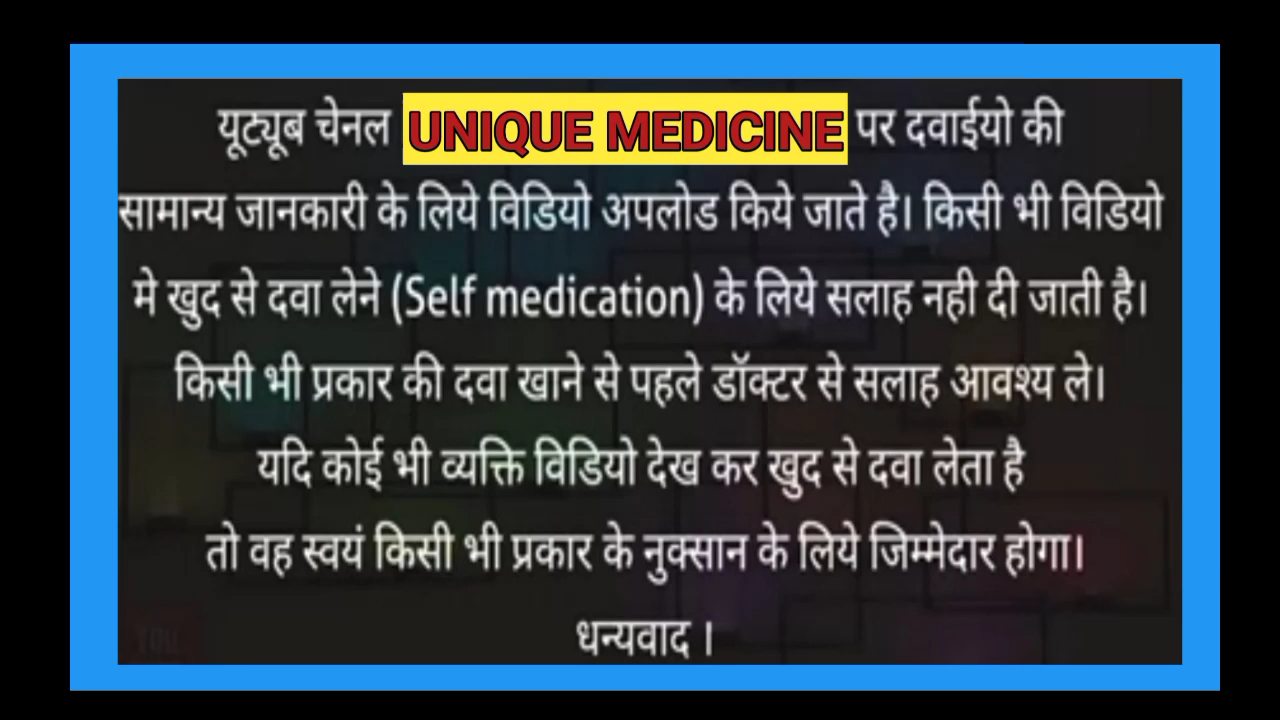 यूट्यूब चेनल UNIQUE MEDICINE पर दवाईयो की
सामान्य जानकारी के लिये विडियो अपलोड किये जाते है। किसी भी विडियो
मे खुद से दवा लेने (Self medication) के लिये सलाह नही दी जाती है।
किसी भी प्रकार की दवा खाने से पहले डॉक्टर से सलाह आवश्य ले।
यदि कोई भी व्यक्ति विडियो देख कर खुद से दवा लेता है
तो वह स्वयं किसी भी प्रकार के नुक्सान के लिये जिम्मेदार होगा।
धन्यवाद ।
YOU